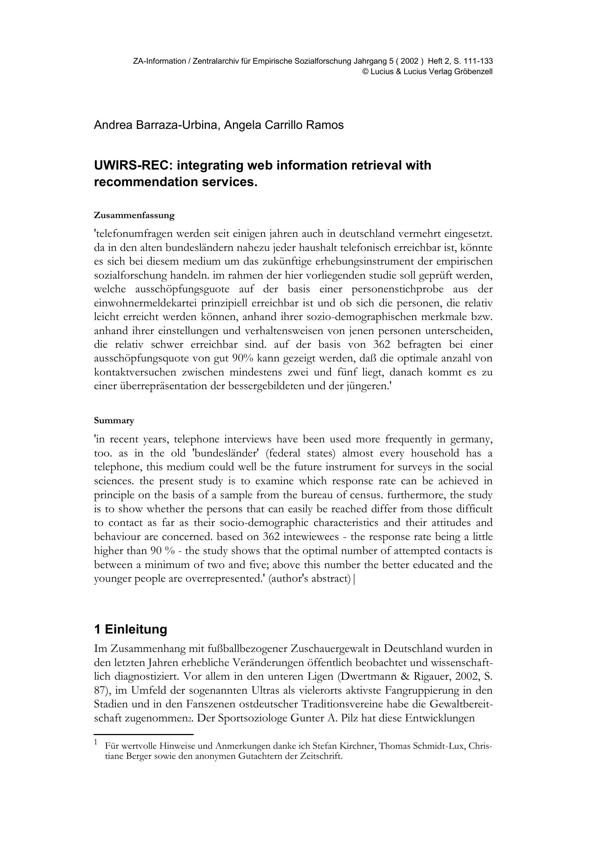 ZA-Information / Zentralarchiv für Empirische Sozialforschung Jahrgang 5 ( 2002 ) Heft 2, S. 111-133
© Lucius & Lucius Verlag Gröbenzell
Andrea Barraza-Urbina, Angela Carrillo Ramos
UWIRS-REC: integrating web information retrieval with
recommendation services.
Zusammenfassung
'telefonumfragen werden seit einigen jahren auch in deutschland vermehrt eingesetzt.
da in den alten bundesländern nahezu jeder haushalt telefonisch erreichbar ist, könnte
es sich bei diesem medium um das zukünftige erhebungsinstrument der empirischen
sozialforschung handeln. im rahmen der hier vorliegenden studie soll geprüft werden,
welche ausschöpfungsguote auf der basis einer personenstichprobe aus der
einwohnermeldekartei prinzipiell erreichbar ist und ob sich die personen, die relativ
leicht erreicht werden können, anhand ihrer sozio-demographischen merkmale bzw.
anhand ihrer einstellungen und verhaltensweisen von jenen personen unterscheiden,
die relativ schwer erreichbar sind. auf der basis von 362 befragten bei einer
ausschöpfungsquote von gut 90% kann gezeigt werden, daß die optimale anzahl von
kontaktversuchen zwischen mindestens zwei und fünf liegt, danach kommt es zu
einer überrepräsentation der bessergebildeten und der jüngeren.'
Summary
'in recent years, telephone interviews have been used more frequently in germany,
too. as in the old 'bundesländer' (federal states) almost every household has a
telephone, this medium could well be the future instrument for surveys in the social
sciences. the present study is to examine which response rate can be achieved in
principle on the basis of a sample from the bureau of census. furthermore, the study
is to show whether the persons that can easily be reached differ from those difficult
to contact as far as their socio-demographic characteristics and their attitudes and
behaviour are concerned. based on 362 intewiewees - the response rate being a little
higher than 90 % - the study shows that the optimal number of attempted contacts is
between a minimum of two and five; above this number the better educated and the
younger people are overrepresented.' (author's abstract)|
1 Einleitung
Im Zusammenhang mit fußballbezogener Zuschauergewalt in Deutschland wurden in
den letzten Jahren erhebliche Veränderungen öffentlich beobachtet und wissenschaft-
lich diagnostiziert. Vor allem in den unteren Ligen (Dwertmann & Rigauer, 2002, S.
87), im Umfeld der sogenannten Ultras als vielerorts aktivste Fangruppierung in den
Stadien und in den Fanszenen ostdeutscher Traditionsvereine habe die Gewaltbereit-
schaft zugenommen2. Der Sportsoziologe Gunter A. Pilz hat diese Entwicklungen
1 Für wertvolle Hinweise und Anmerkungen danke ich Stefan Kirchner, Thomas Schmidt-Lux, Chris-
tiane Berger sowie den anonymen Gutachtern der Zeitschrift.